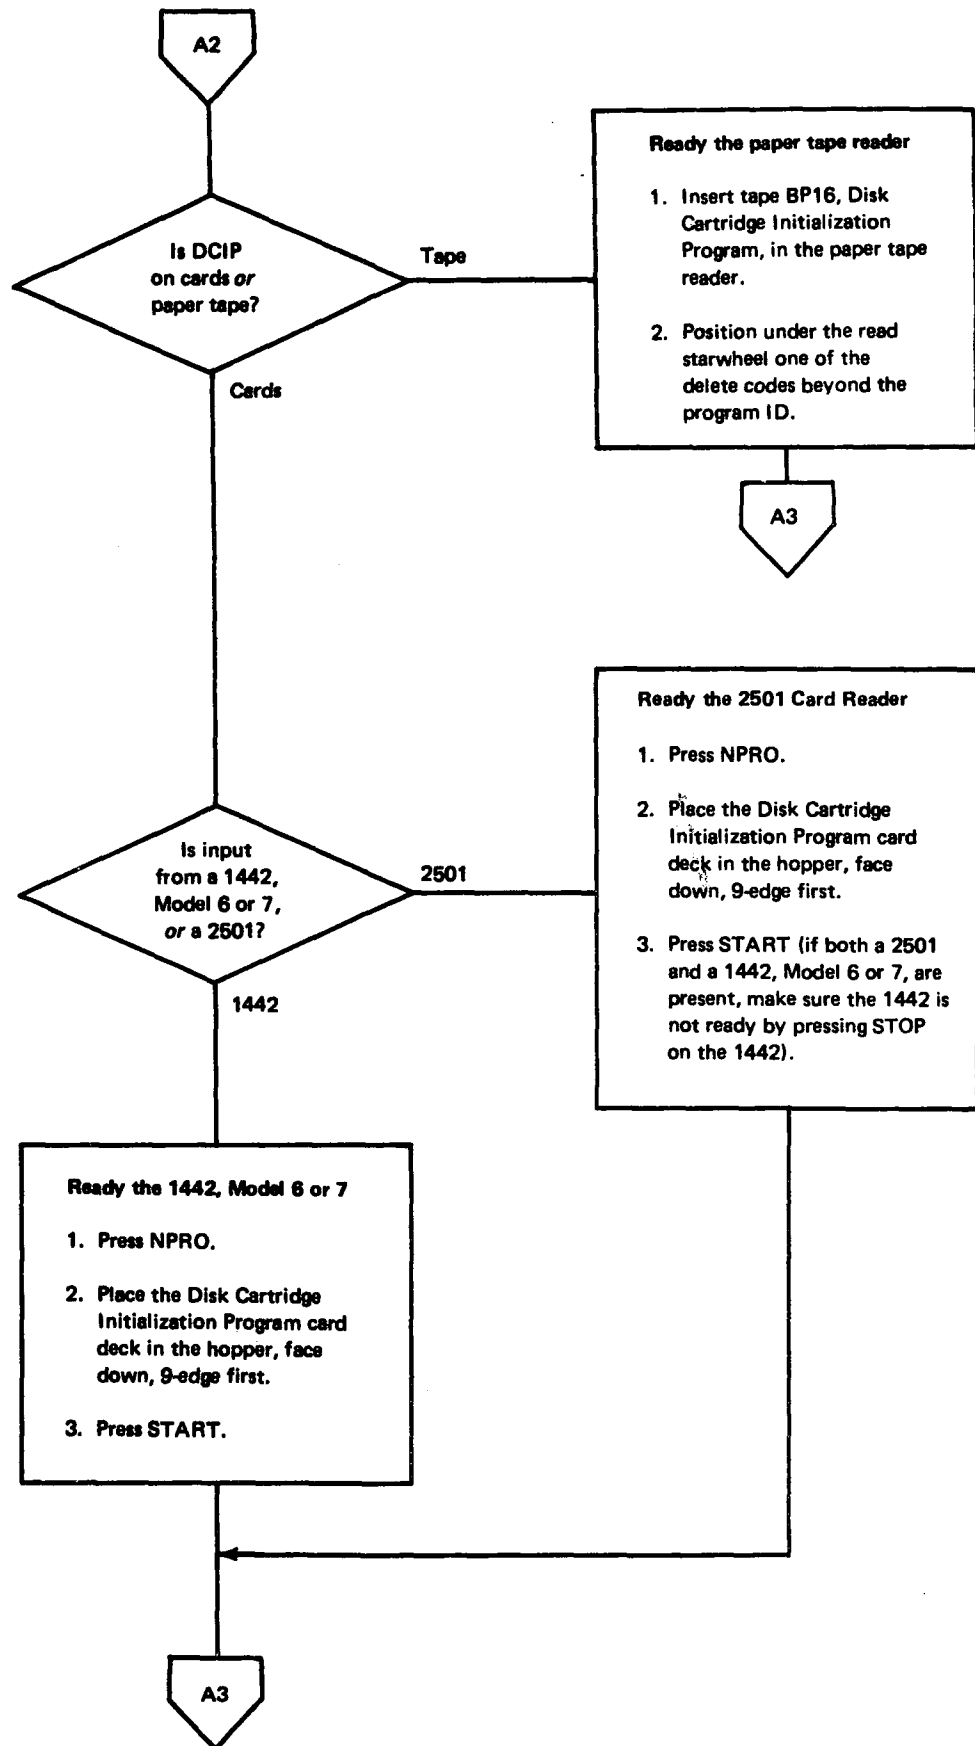 A2
Is DCIP
on cards or
paper tape?
Tape
Cards
Ready the paper tape reader
1. Insert tape BP16, Disk
Cartridge Initialization
Program, in the paper tape
reader.
2. Position under the read
starwheel one of the
delete codes beyond the
program ID.
A3
Is input
from a 1442,
Model 6 or 7,
or a 2501?
2501
1442
Ready the 2501 Card Reader
1. Press NPRO.
2. Place the Disk Cartridge
Initialization Program card
deck in the hopper, face
down, 9-edge first.
3. Press START (if both a 2501
and a 1442, Model 6 or 7, are
present, make sure the 1442 is
not ready by pressing STOP
on the 1442).
Ready the 1442, Model 6 or 7
1. Press NPRO.
2. Place the Disk Cartridge
Initialization Program card
deck in the hopper, face
down, 9-edge first.
3. Press START.
A3